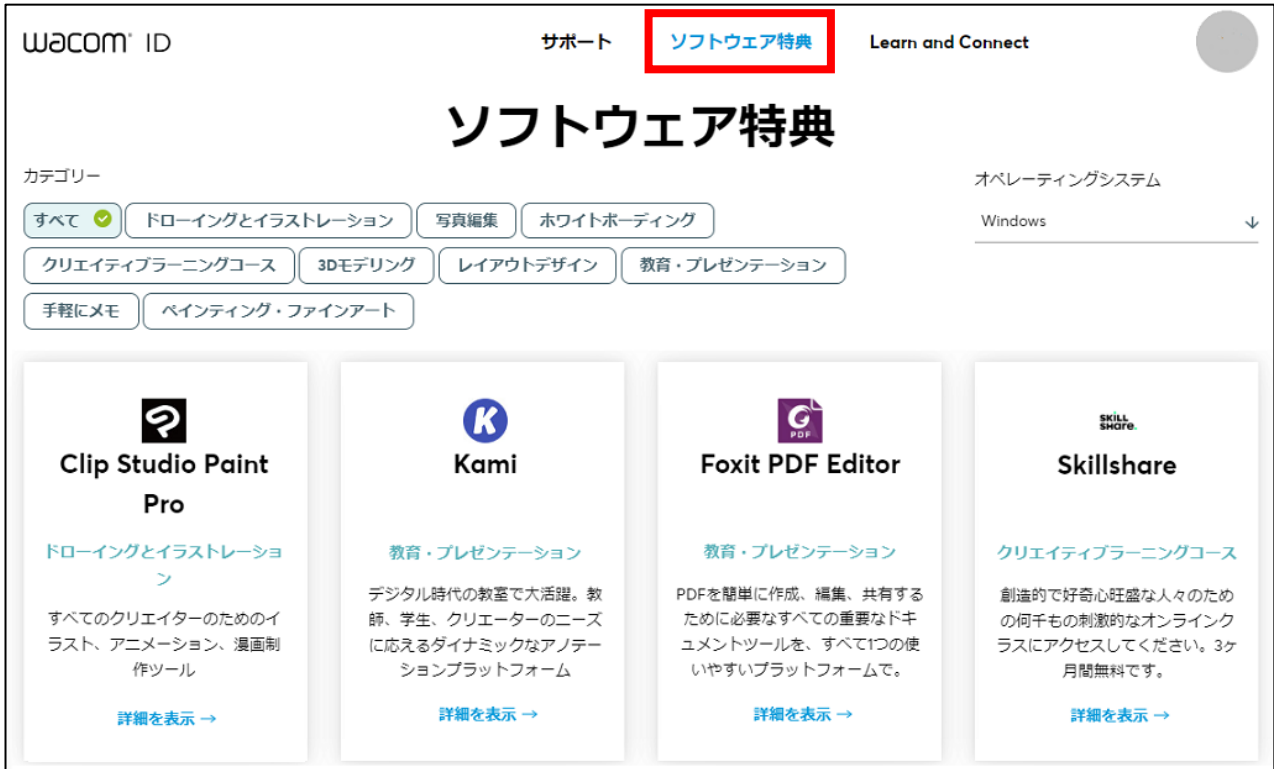 wacom ID
サポート
ソフトウェア特典
Learn and Connect
ソフトウェア特典
カテゴリー
オペレーティングシステム
すべて
ドローイングとイラストレーション
写真編集
ホワイトボーディング
Windows
クリエイティブラーニングコース
3Dモデリング
レイアウトデザイン
教育・プレゼンテーション
手軽にメモ
ペインティング・ファインアート
Clip Studio Paint
Pro
ドローイングとイラストレーショ
ン
すべてのクリエイターのためのイ
ラスト、アニメーション、漫画制
作ツール
詳細を表示 →
K
Kami
教育・プレゼンテーション
デジタル時代の教室で大活躍。教
師、学生、クリエーターのニーズ
に応えるダイナミックなアノテー
ションプラットフォーム
詳細を表示 →
G
PDF
Foxit PDF Editor
教育・プレゼンテーション
PDFを簡単に作成、編集、共有する
ために必要なすべての重要なドキ
ュメントツールを、すべて1つの使
いやすいプラットフォームで。
詳細を表示 →
SKILL
SHare.
Skillshare
クリエイティブラーニングコース
創造的で好奇心旺盛な人々のため
の何千もの刺激的なオンラインク
ラスにアクセスしてください。3ケ
月間無料です。
詳細を表示 →